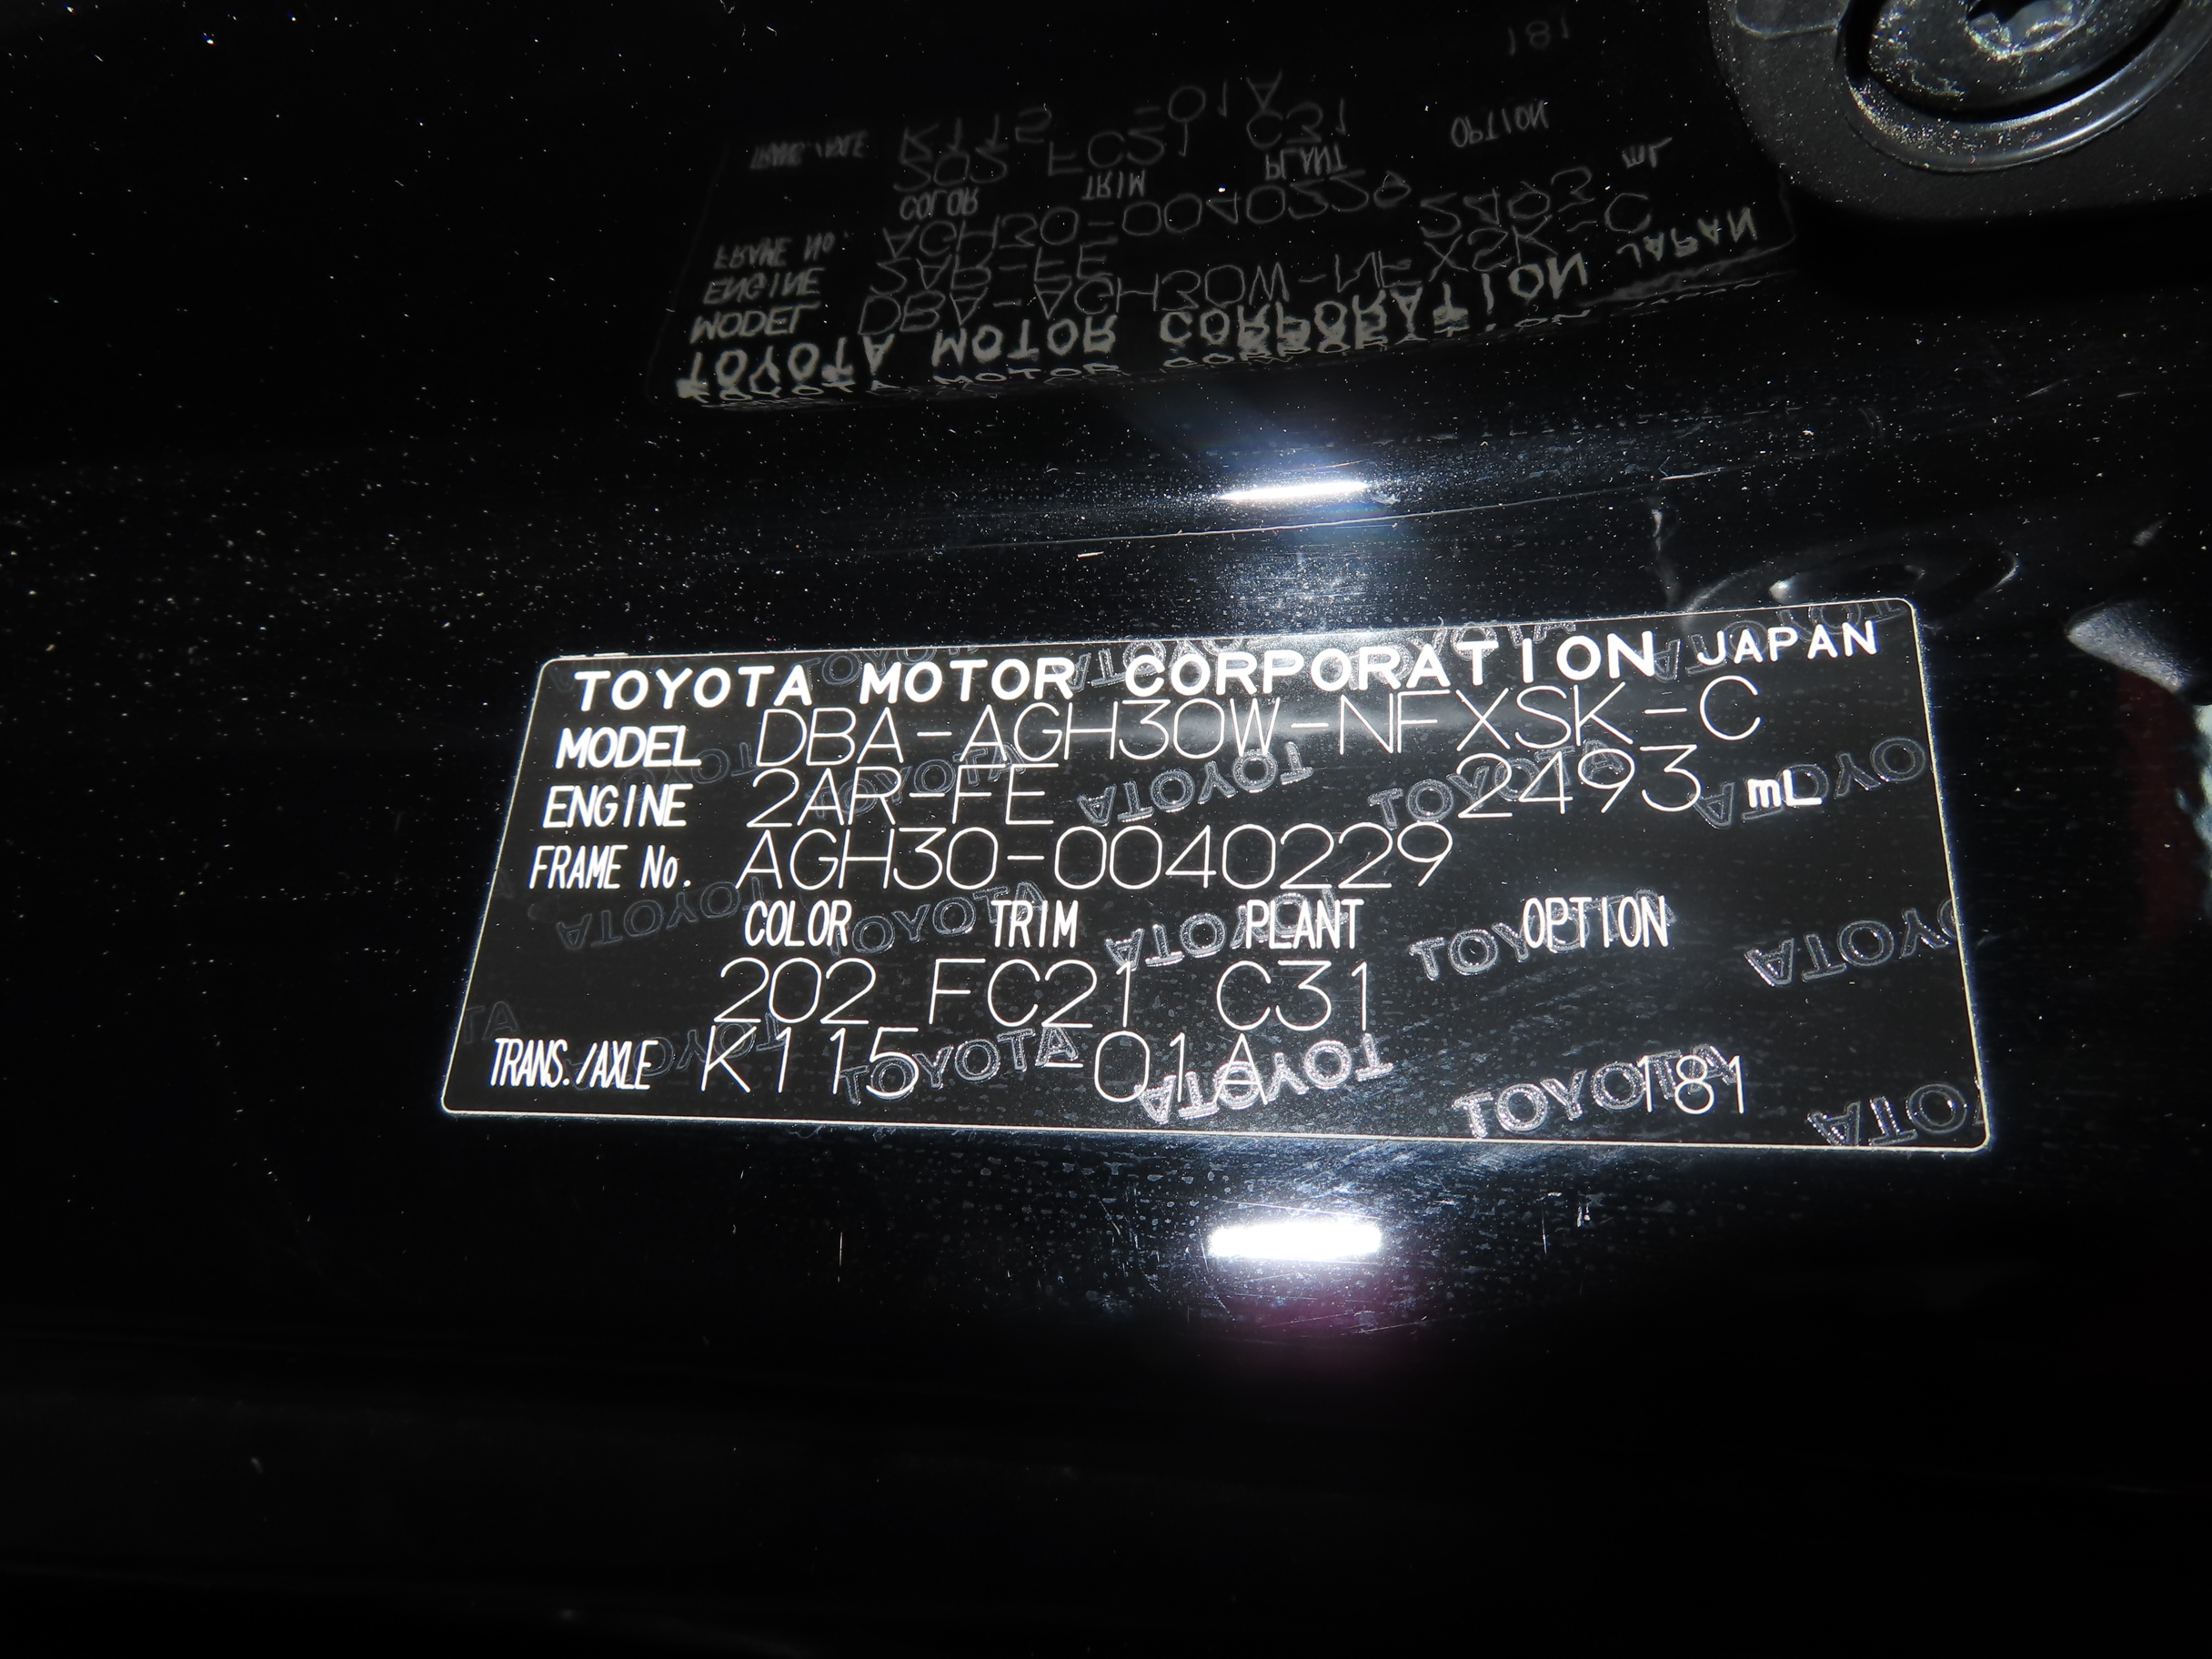 TOYOTA MOTOR CORPORATION JAPAN
MODEL DBA-AGH30W-NFXSK-C
ENGINE 2AR-FE 2493 mL
FRAME No. AGH30-0040229
COLOR TRIM PLANT OPTION
202 FC21 C31
TRANS./AXLE K115 -01A 181